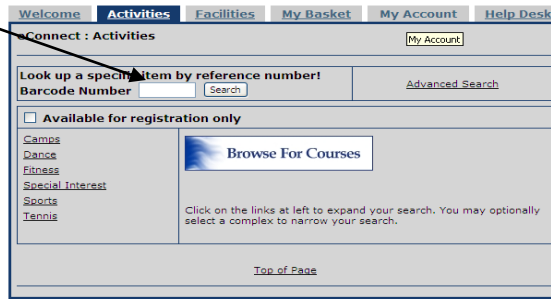 Welcome Activities Facilities My Basket My Account Help Desk
eConnect : Activities
My Account
Look up a specific item by reference number!
Barcode Number Search
Advanced Search
Available for registration only
Camps
Dance
Fitness
Special Interest
Sports
Tennis
Browse For Courses
Click on the links at left to expand your search. You may optionally
select a complex to narrow your search.
Top of Page